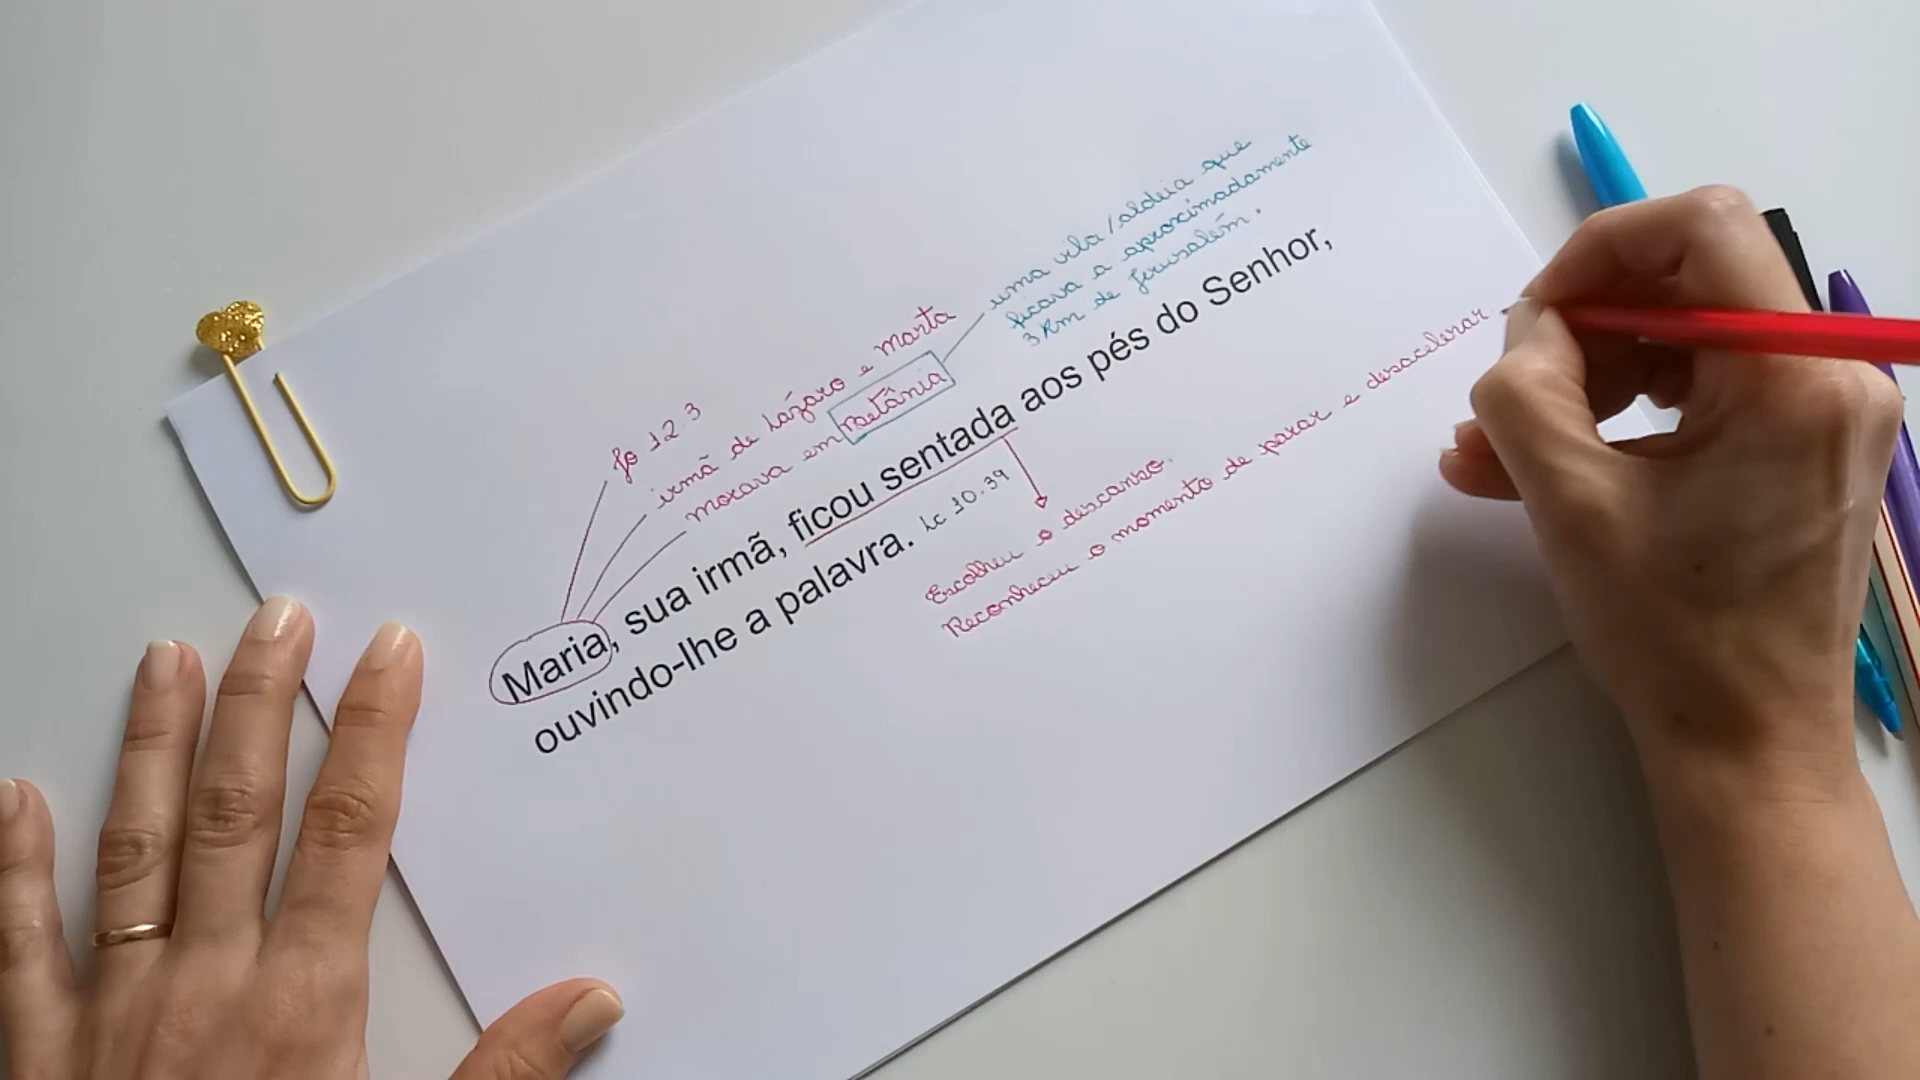 Jo 12.3
irmã de Lázaro e Marta
morava em Betânia
uma vila/aldeia que
ficava a aproximadamente
3 Km de Jerusalém.
Maria, sua irmã, ficou sentada aos pés do Senhor,
ouvindo-lhe a palavra. Lc 10.39
Escolheu o descanso.
Reconheceu o momento de parar e desacelerar.